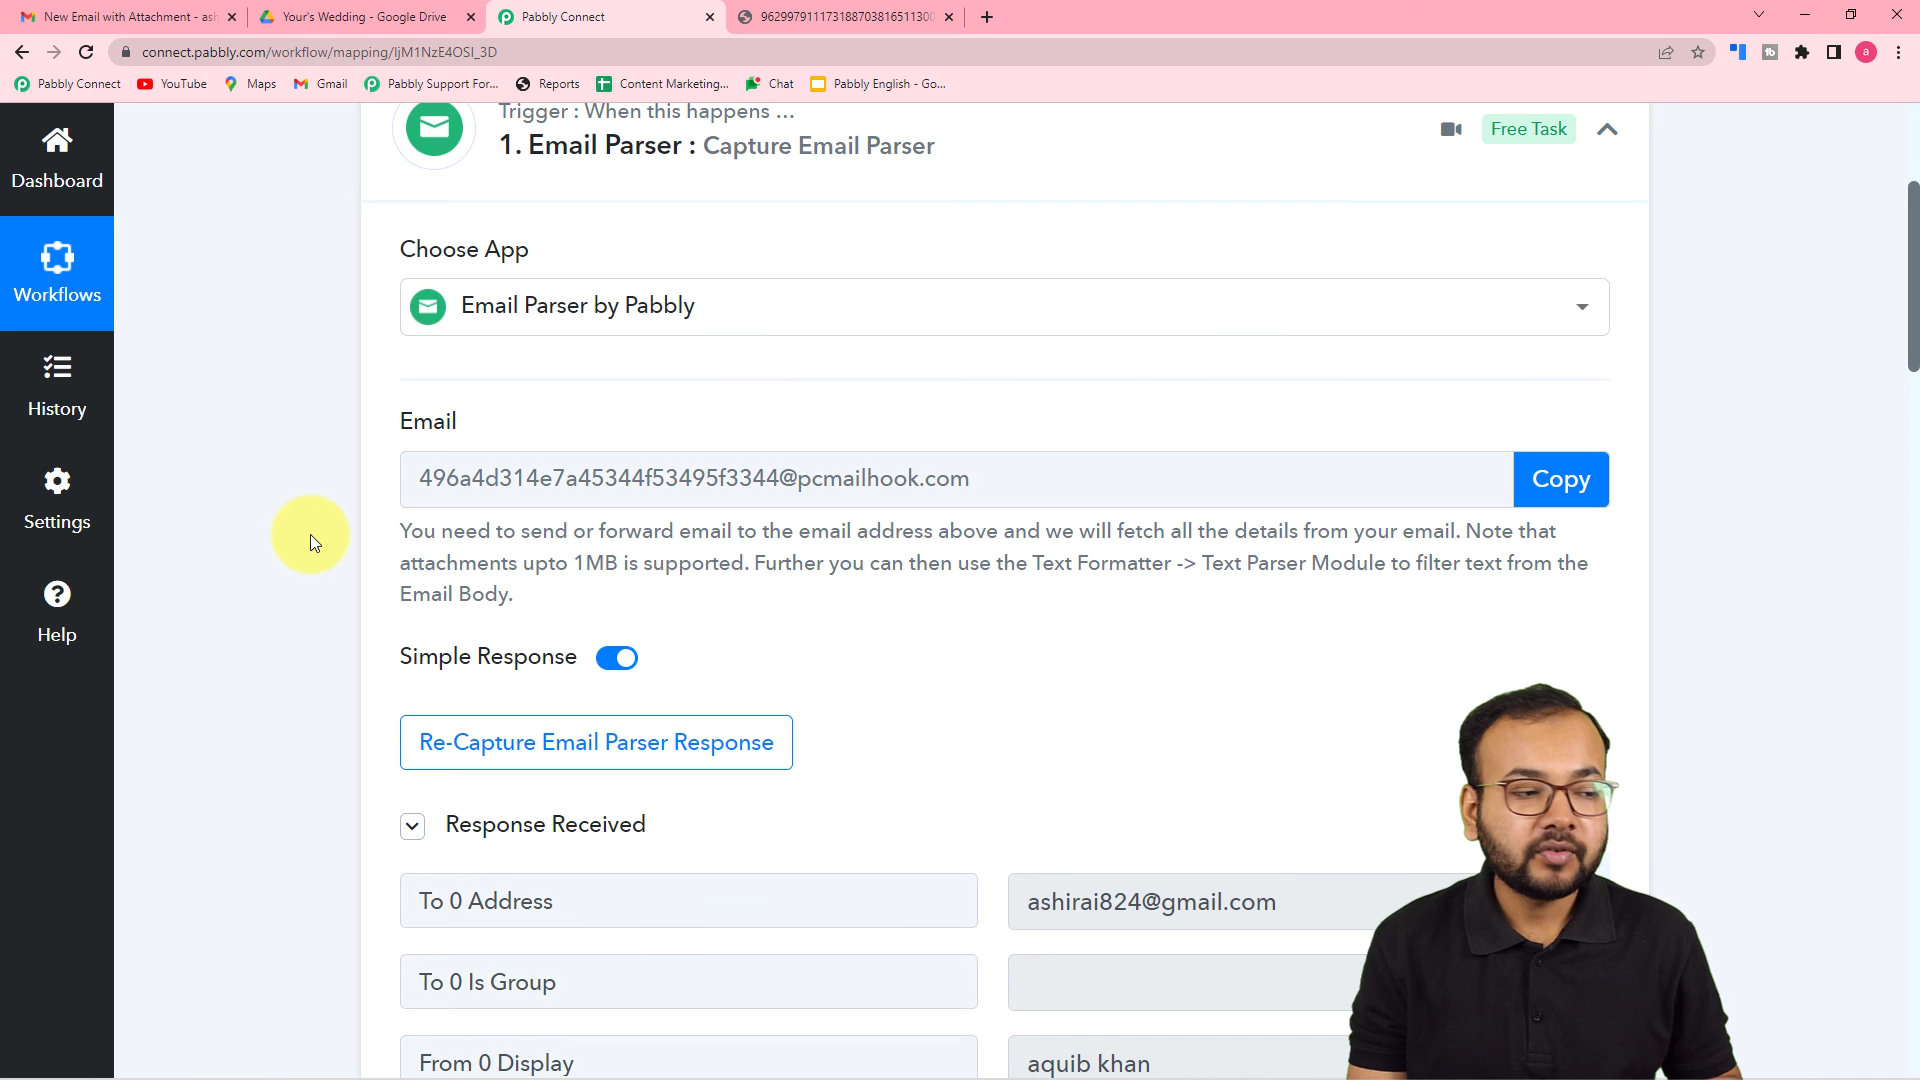 New Email with Attachment - ash
Your's Wedding - Google Drive
Pabbly Connect
connect.pabbly.com/workflow/mapping/IjM1NzE4OSI_3D
Pabbly Connect
YouTube
Maps
Gmail
Pabbly Support For...
Reports
Content Marketing...
Chat
Pabbly English - Go...
Trigger : When this happens ...
1. Email Parser : Capture Email Parser
Free Task
Dashboard
Workflows
History
Settings
Help
Choose App
Email Parser by Pabbly
Email
496a4d314e7a45344f53495f3344@pcmailhook.com
Copy
You need to send or forward email to the email address above and we will fetch all the details from your email. Note that
attachments upto 1MB is supported. Further you can then use the Text Formatter -> Text Parser Module to filter text from the
Email Body.
Simple Response
Re-Capture Email Parser Response
Response Received
To 0 Address
ashirai824@gmail.com
To 0 Is Group
From 0 Display
aquib khan